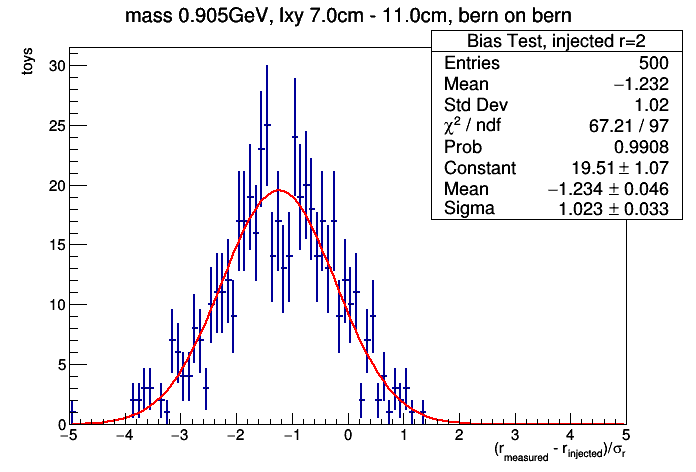 mass 0.905GeV, lxy 7.0cm - 11.0cm, bern on bern
Bias Test, injected r=2
Entries 500
Mean −1.232
Std Dev 1.02
χ² / ndf 67.21 / 97
Prob 0.9908
Constant 19.51 ± 1.07
Mean −1.234 ± 0.046
Sigma 1.023 ± 0.033
toys
30
25
20
15
10
5
0
−5 −4 −3 −2 −1 0 1 2 3 4 5
(r_measured - r_injected)/σ_r